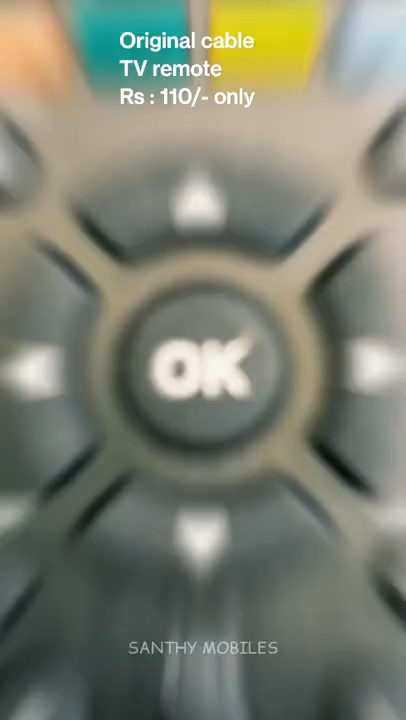 Original cable
TV remote
Rs : 110/- only
OK
SANTHY MOBILES